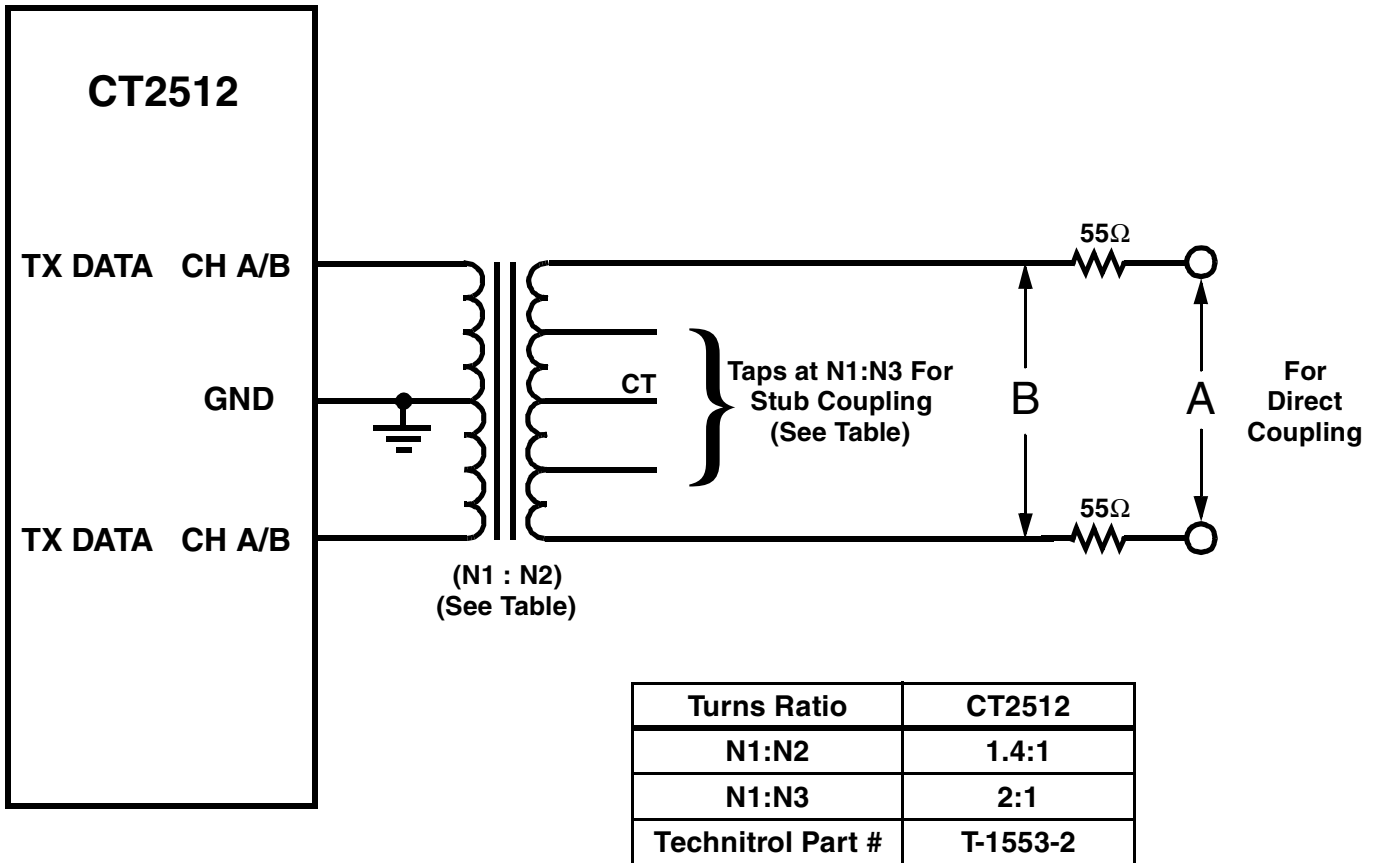 CT2512
55Ω
TX DATA CH A/B
GND
CT
Taps at N1:N3 For
Stub Coupling
(See Table)
B
A
For
Direct
Coupling
55Ω
TX DATA CH A/B
(N1 : N2)
(See Table)
Turns Ratio CT2512
N1:N2 1.4:1
N1:N3 2:1
Technitrol Part # T-1553-2